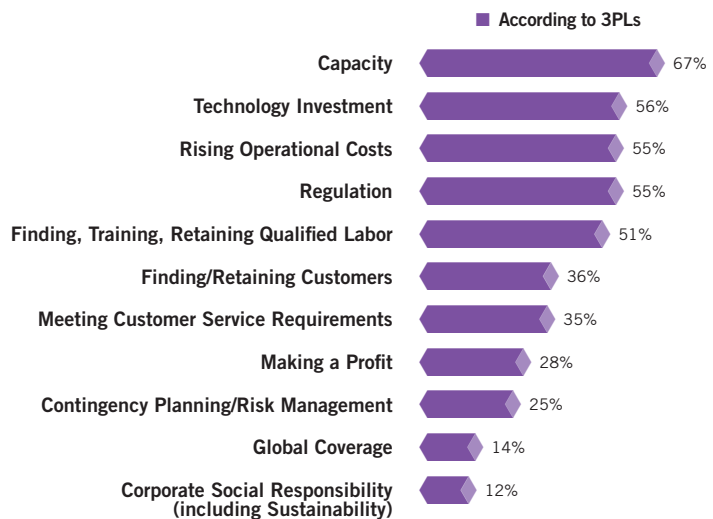 According to 3PLs
Capacity 67%
Technology Investment 56%
Rising Operational Costs 55%
Regulation 55%
Finding, Training, Retaining Qualified Labor 51%
Finding/Retaining Customers 36%
Meeting Customer Service Requirements 35%
Making a Profit 28%
Contingency Planning/Risk Management 25%
Global Coverage 14%
Corporate Social Responsibility 12%
(including Sustainability)